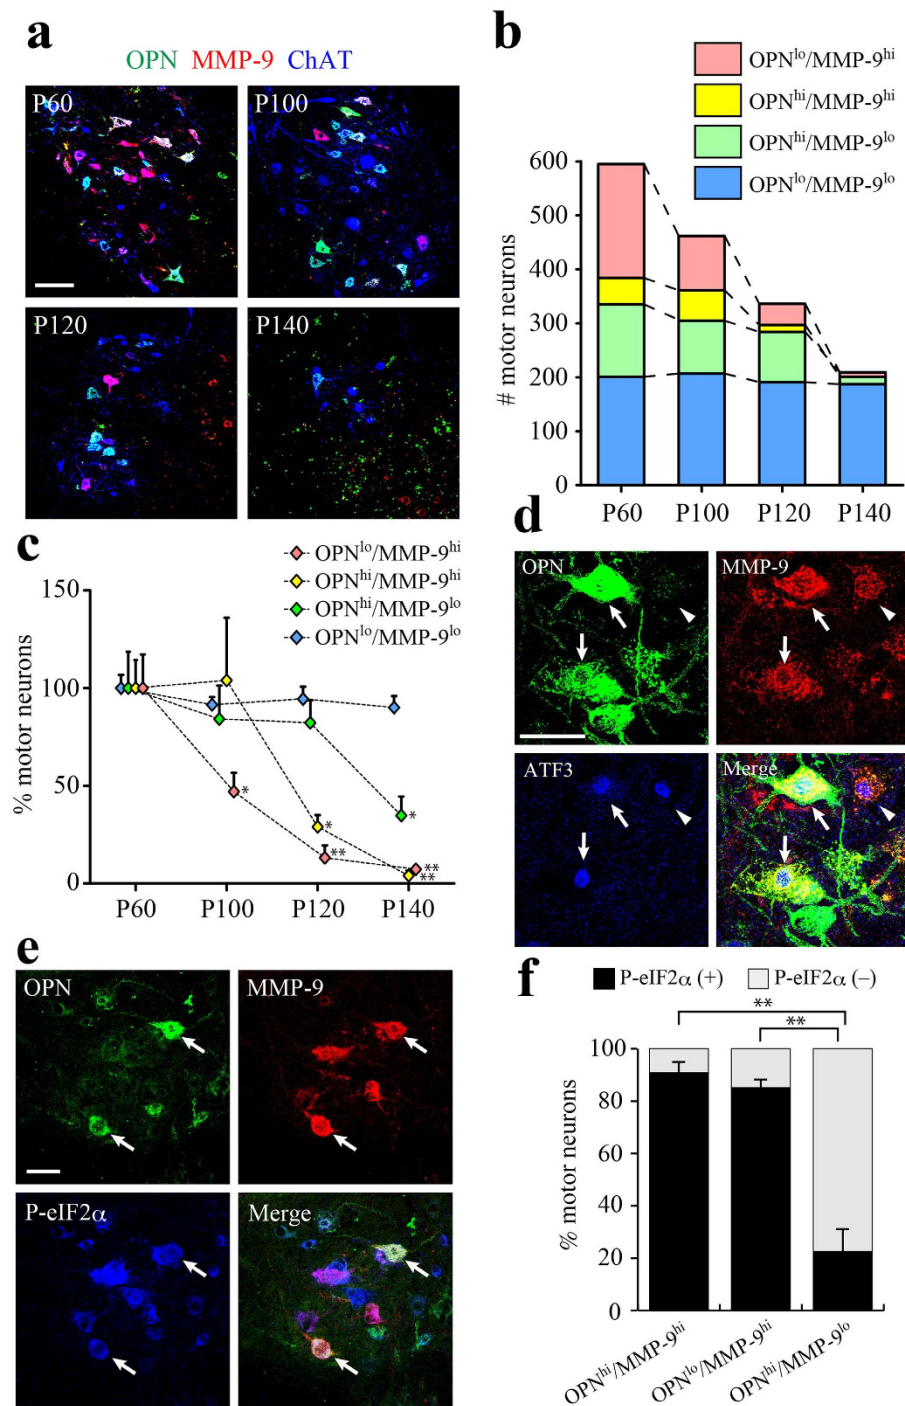 a
OPN MMP-9 ChAT
P60
P100
P120
P140
b
OPNˡᵒ/MMP-9ʰⁱ
OPNʰⁱ/MMP-9ʰⁱ
OPNʰⁱ/MMP-9ˡᵒ
OPNˡᵒ/MMP-9ˡᵒ
# motor neurons
600
500
400
300
200
100
0
P60 P100 P120 P140
c
OPNˡᵒ/MMP-9ʰⁱ
OPNʰⁱ/MMP-9ʰⁱ
OPNʰⁱ/MMP-9ˡᵒ
OPNˡᵒ/MMP-9ˡᵒ
% motor neurons
150
100
50
0
*
*
**
*
**
**
P60 P100 P120 P140
d
OPN
MMP-9
ATF3
Merge
e
OPN
MMP-9
P-eIF2α
Merge
f
P-eIF2α (+) P-eIF2α (–)
**
**
% motor neurons
100
80
60
40
20
0
OPNʰⁱ/MMP-9ʰⁱ
OPNˡᵒ/MMP-9ʰⁱ
OPNʰⁱ/MMP-9ˡᵒ